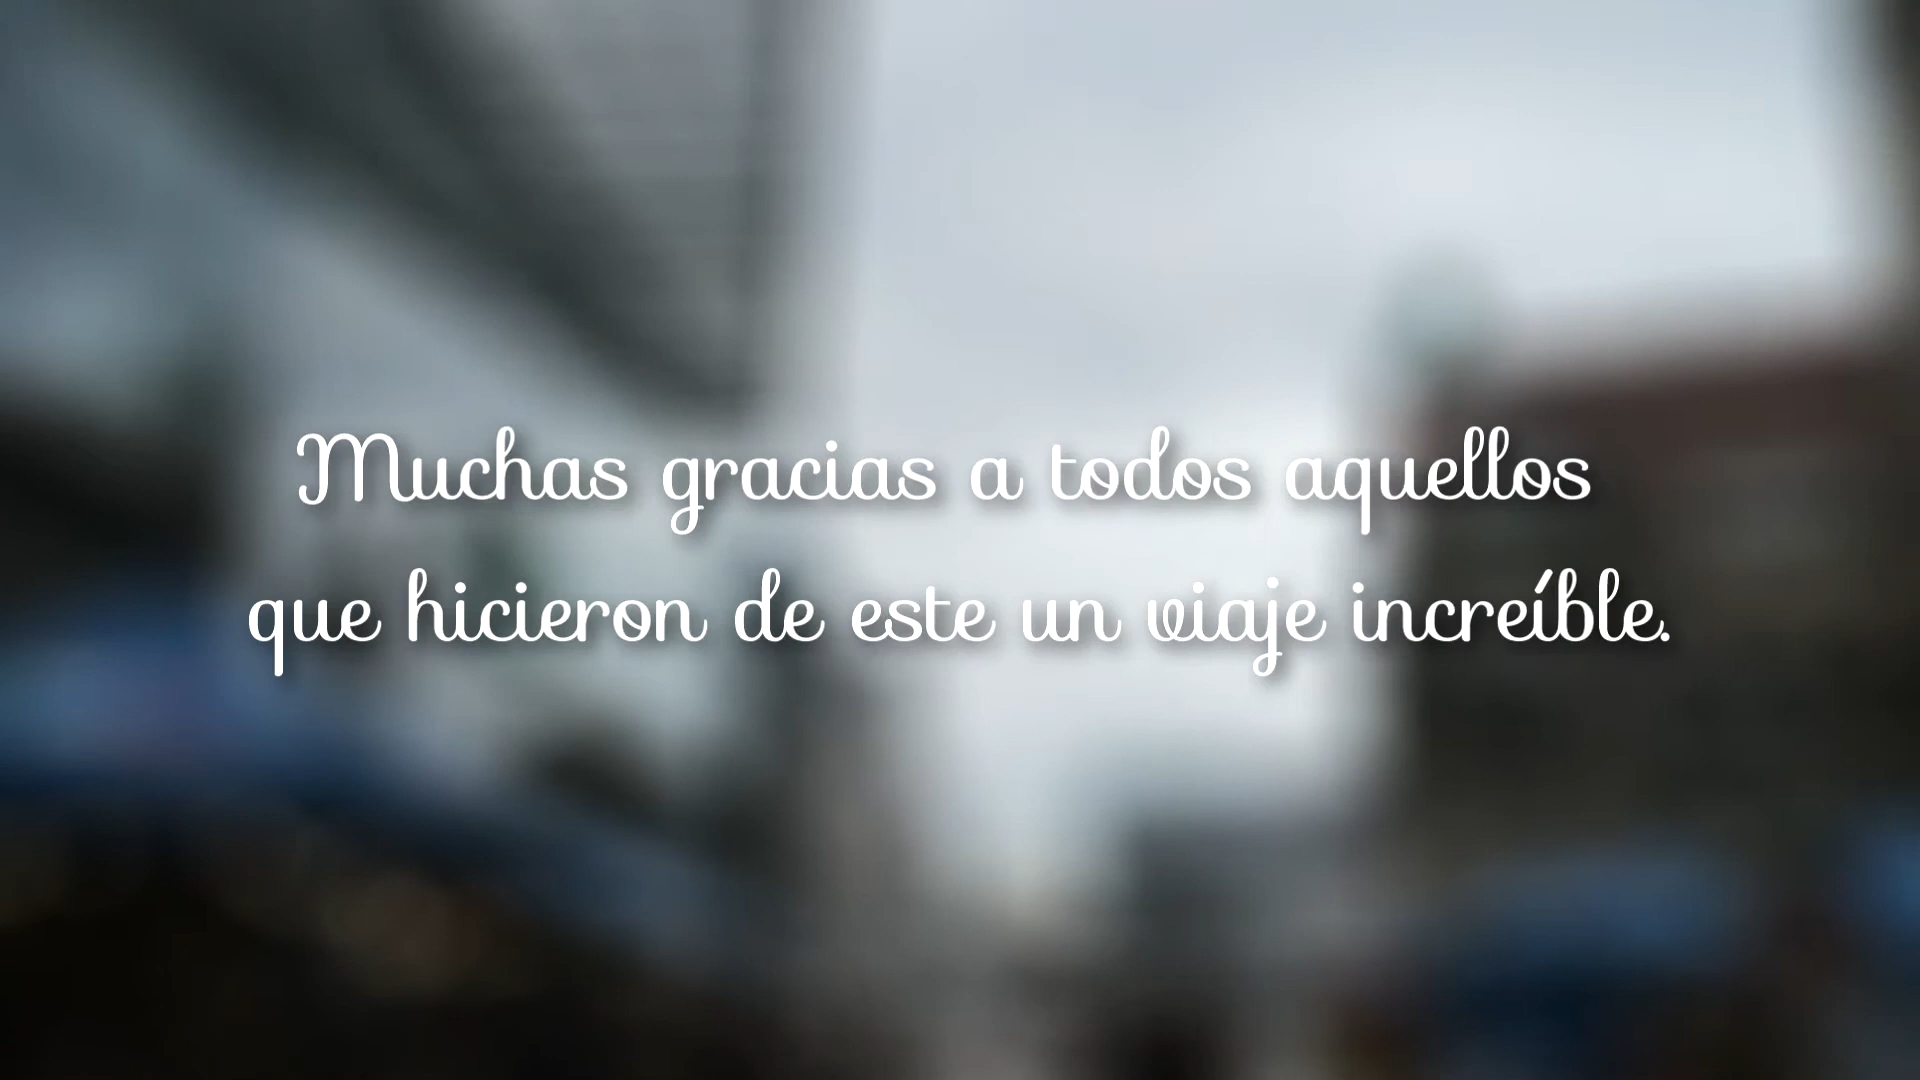 Muchas gracias a todos aquellos
que hicieron de este un viaje increíble.